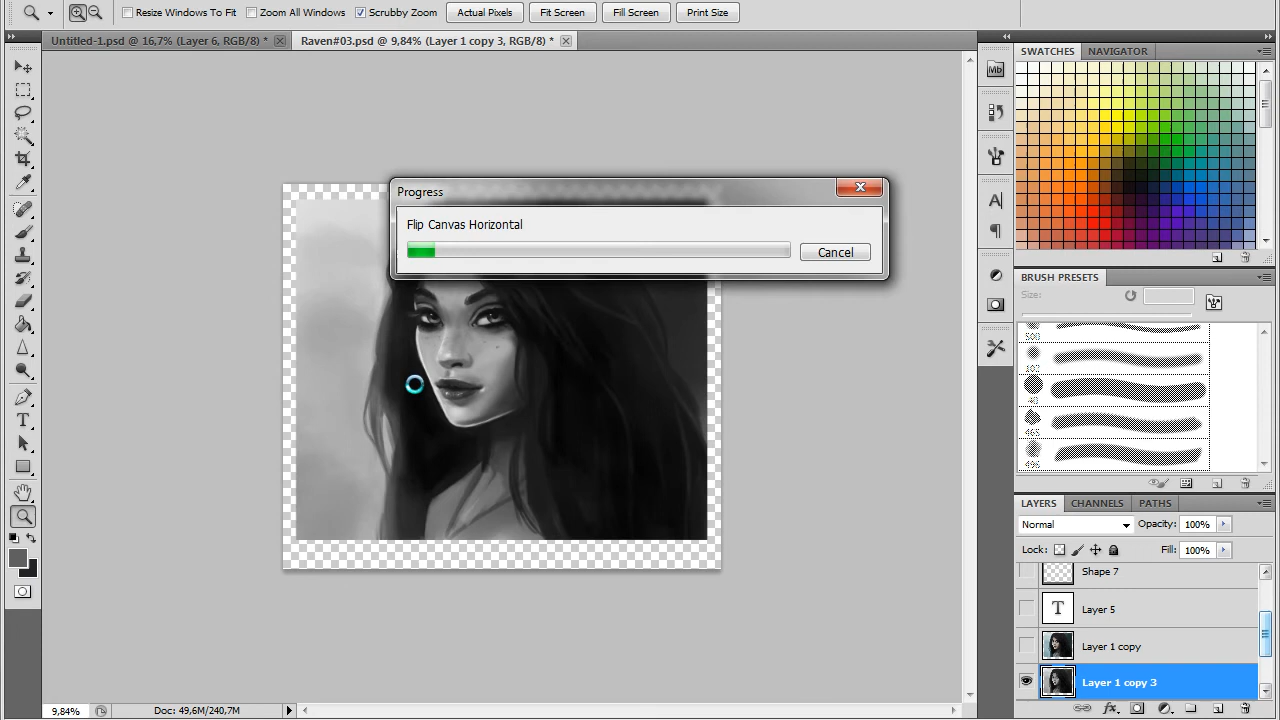 Resize Windows To Fit Zoom All Windows Scrubby Zoom Actual Pixels Fit Screen Fill Screen Print Size
Untitled-1.psd @ 16,7% (Layer 6, RGB/8) * Raven#03.psd @ 9,84% (Layer 1 copy 3, RGB/8) *
SWATCHES NAVIGATOR
Mb
Progress
Flip Canvas Horizontal
Cancel
BRUSH PRESETS
Size:
LAYERS CHANNELS PATHS
Normal Opacity: 100%
Lock: Fill: 100%
Shape 7
Layer 5
Layer 1 copy
Layer 1 copy 3
9,84% Doc: 49,6M/240,7M